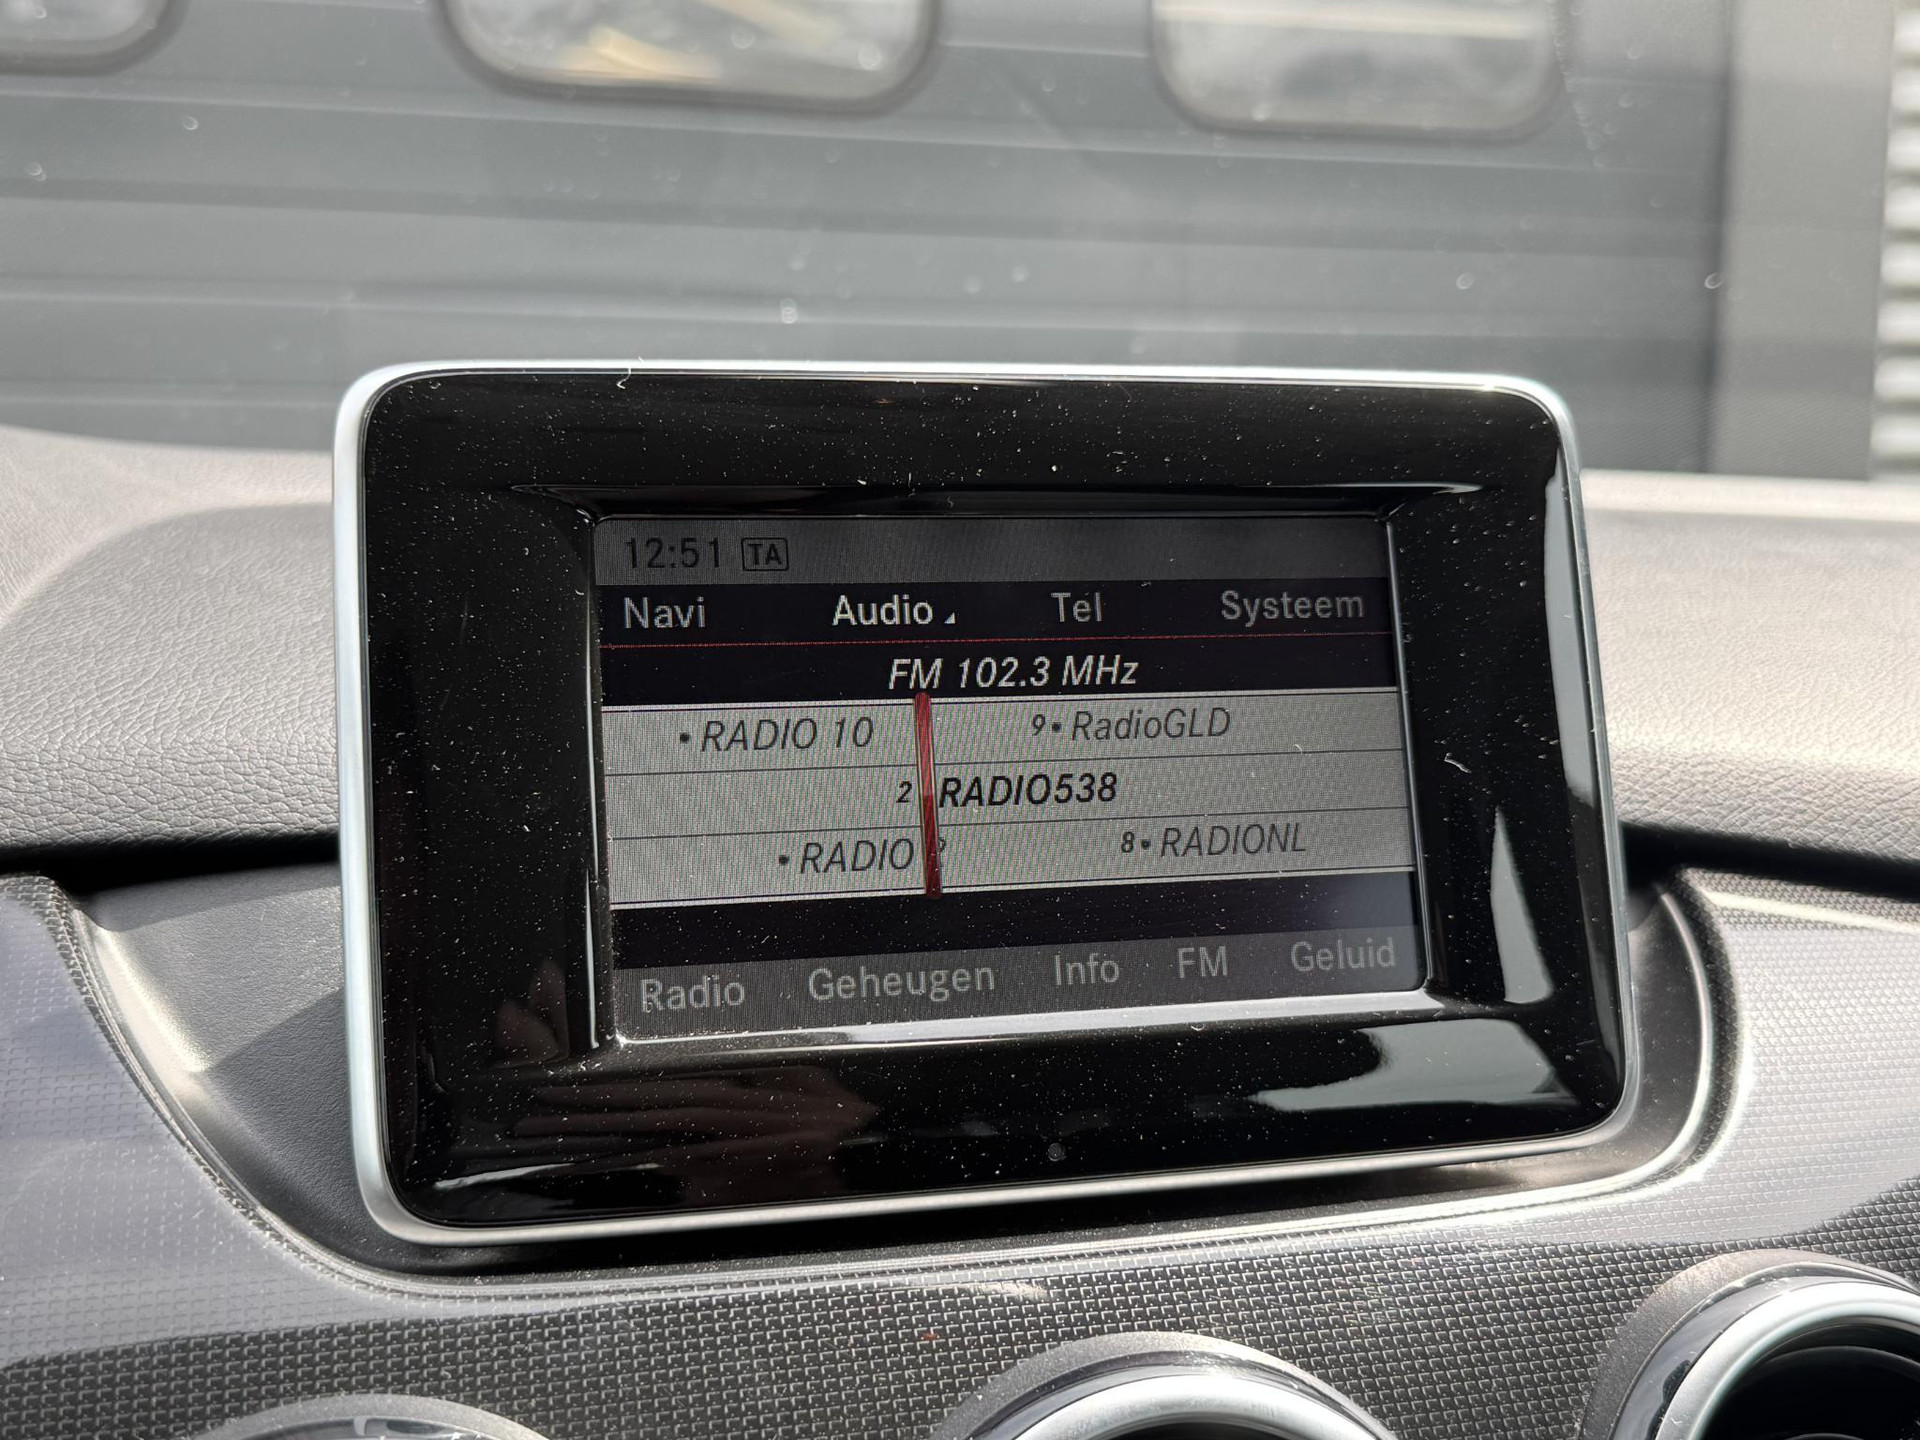 12:51 TA
Navi Audio Tel Systeem
FM 102.3 MHz
•RADIO 10 9•RadioGLD
2 RADIO538
•RADIO 2 8•RADIONL
Radio Geheugen Info FM Geluid